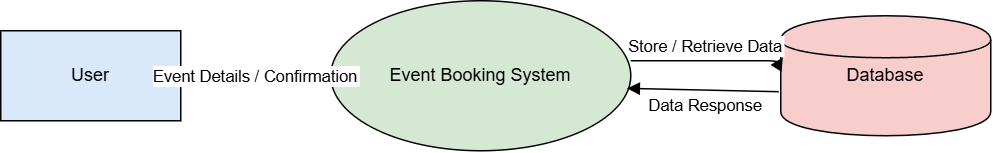 User
Event Details / Confirmation
Event Booking System
Store / Retrieve Data
Data Response
Database